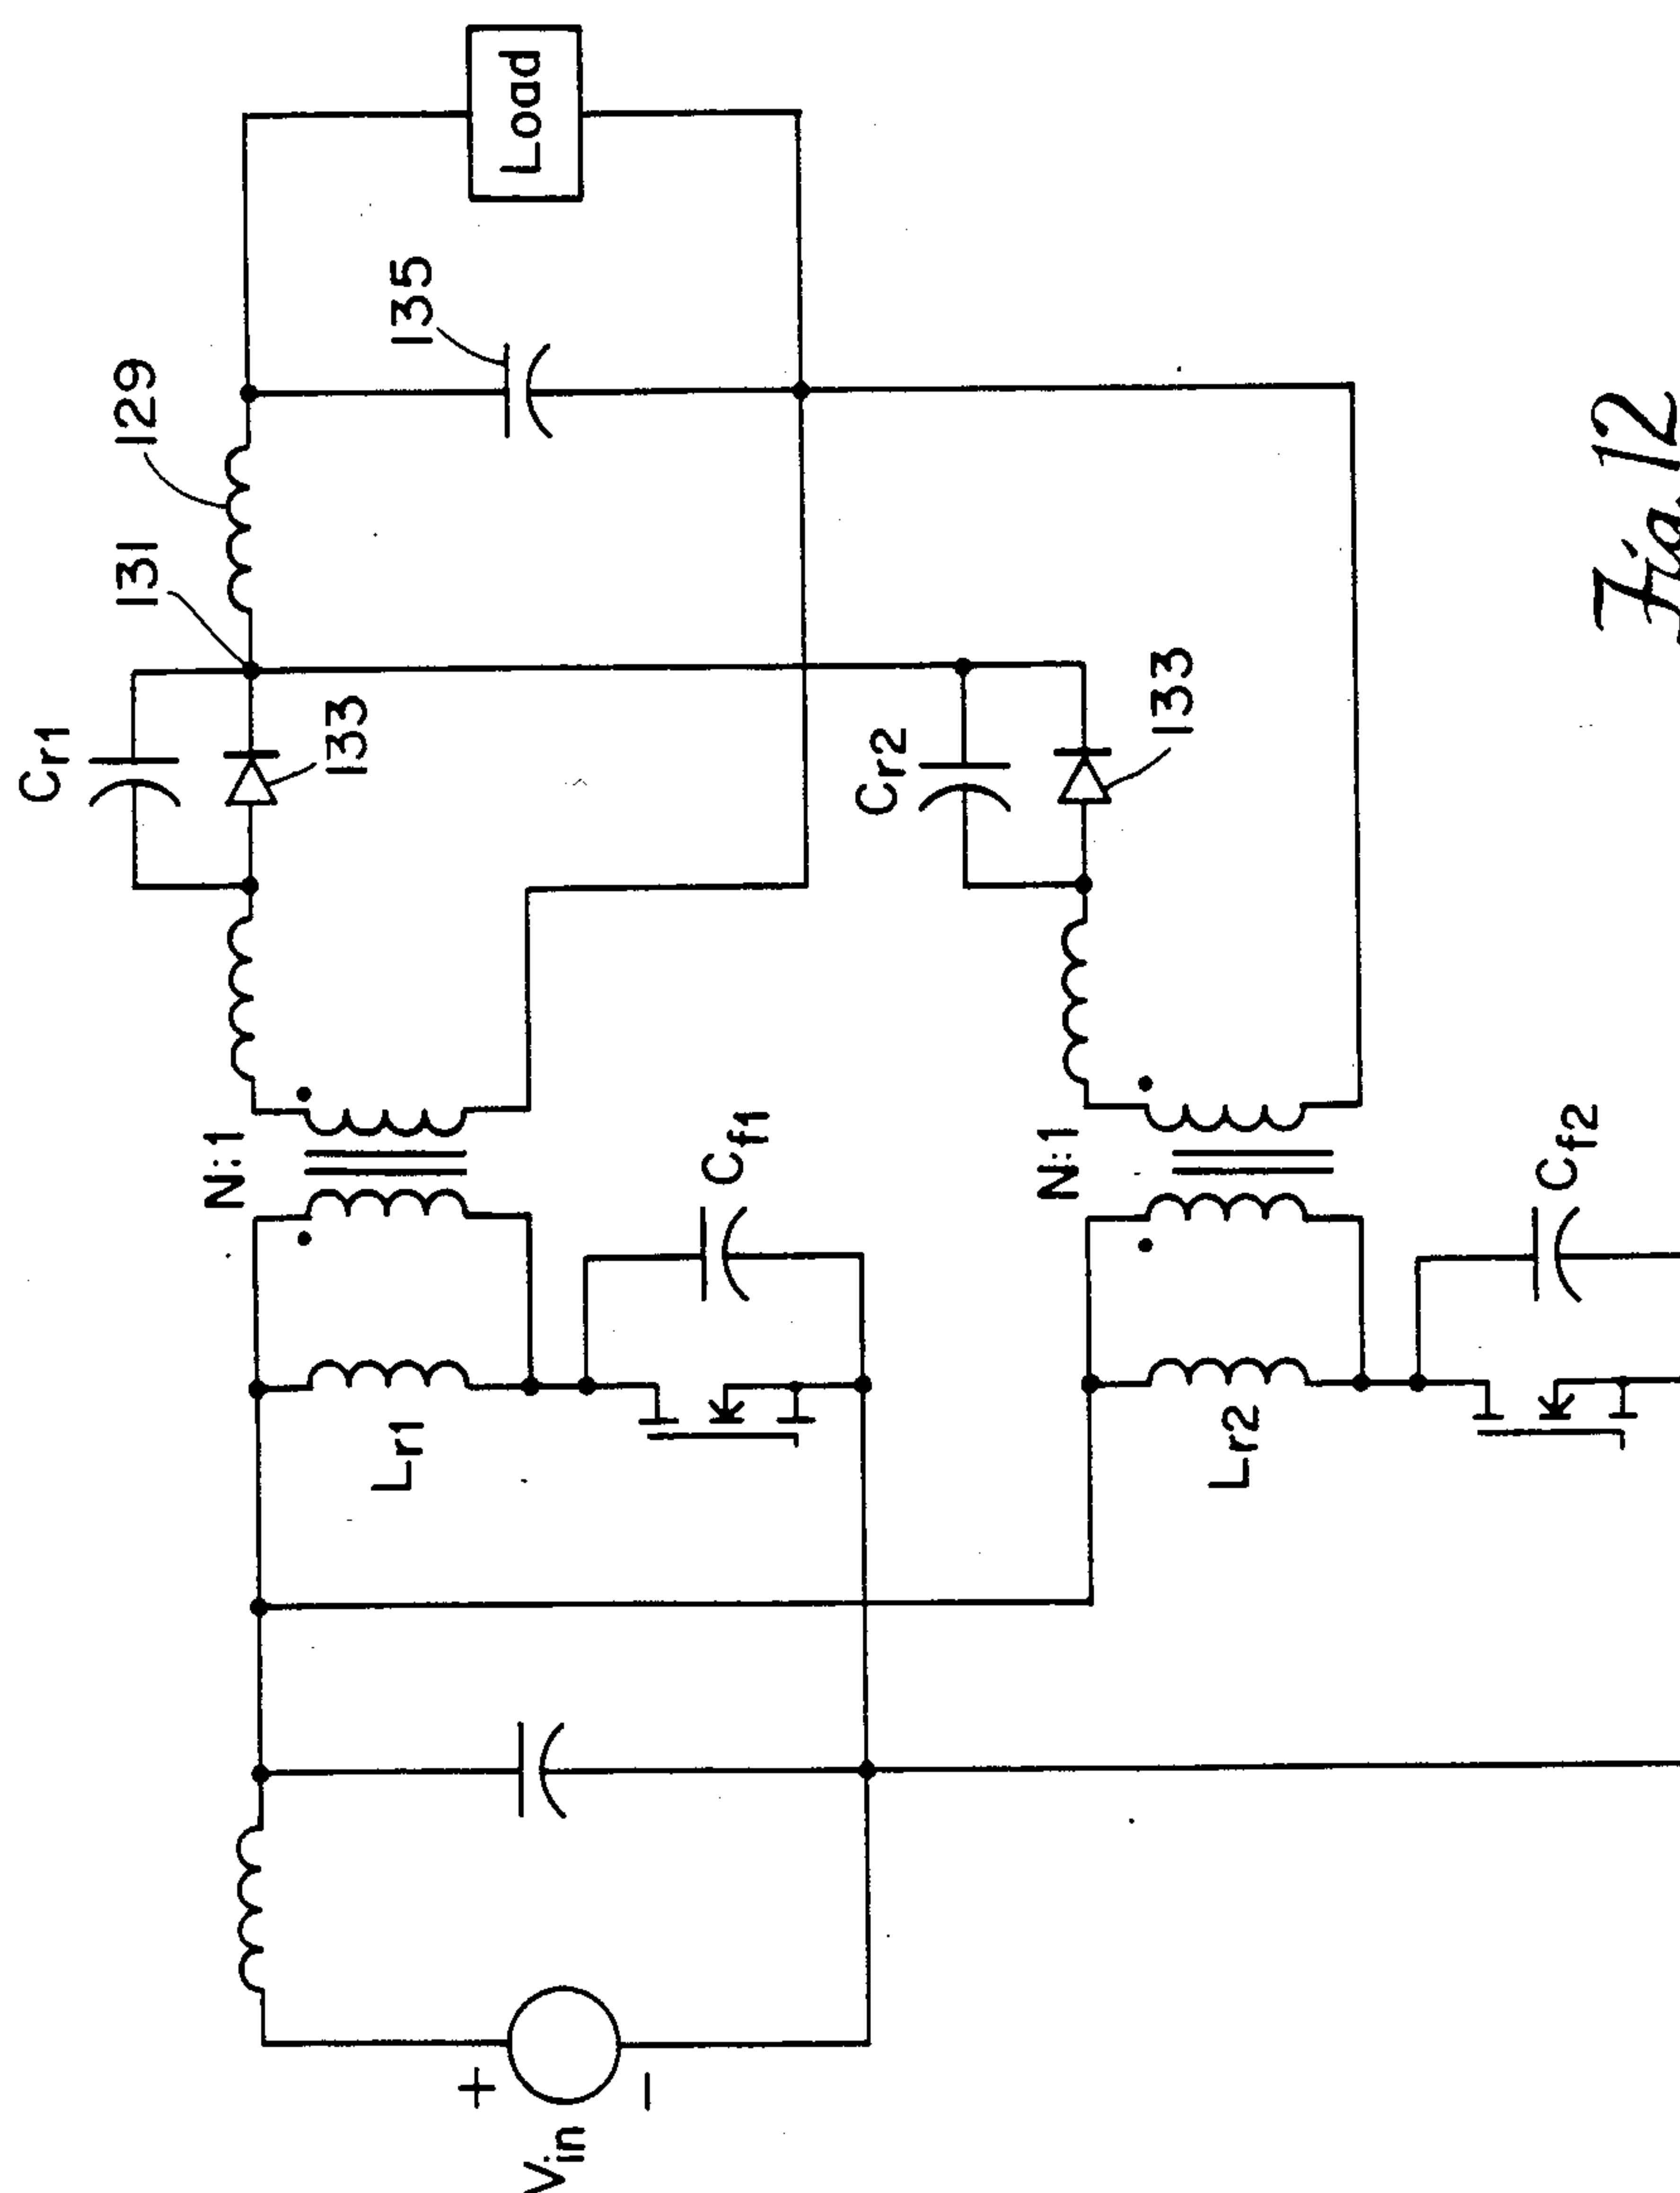 Load
135
129
131
Cr1
133
Cr2
133
N:1
Cf1
N:1
Cf2
Lr1
Lr2
+
Vin
−
Fig. 12